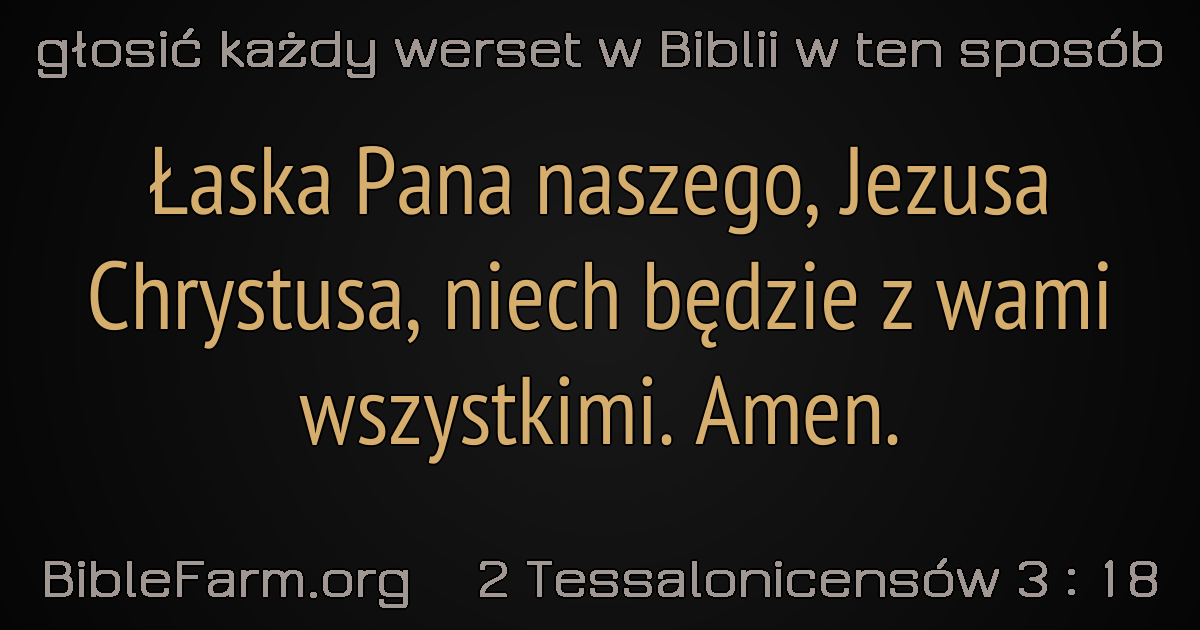 głosić każdy werset w Biblii w ten sposób
Łaska Pana naszego, Jezusa
Chrystusa, niech będzie z wami
wszystkimi. Amen.
BibleFarm.org 2 Tessalonicensów 3 : 18